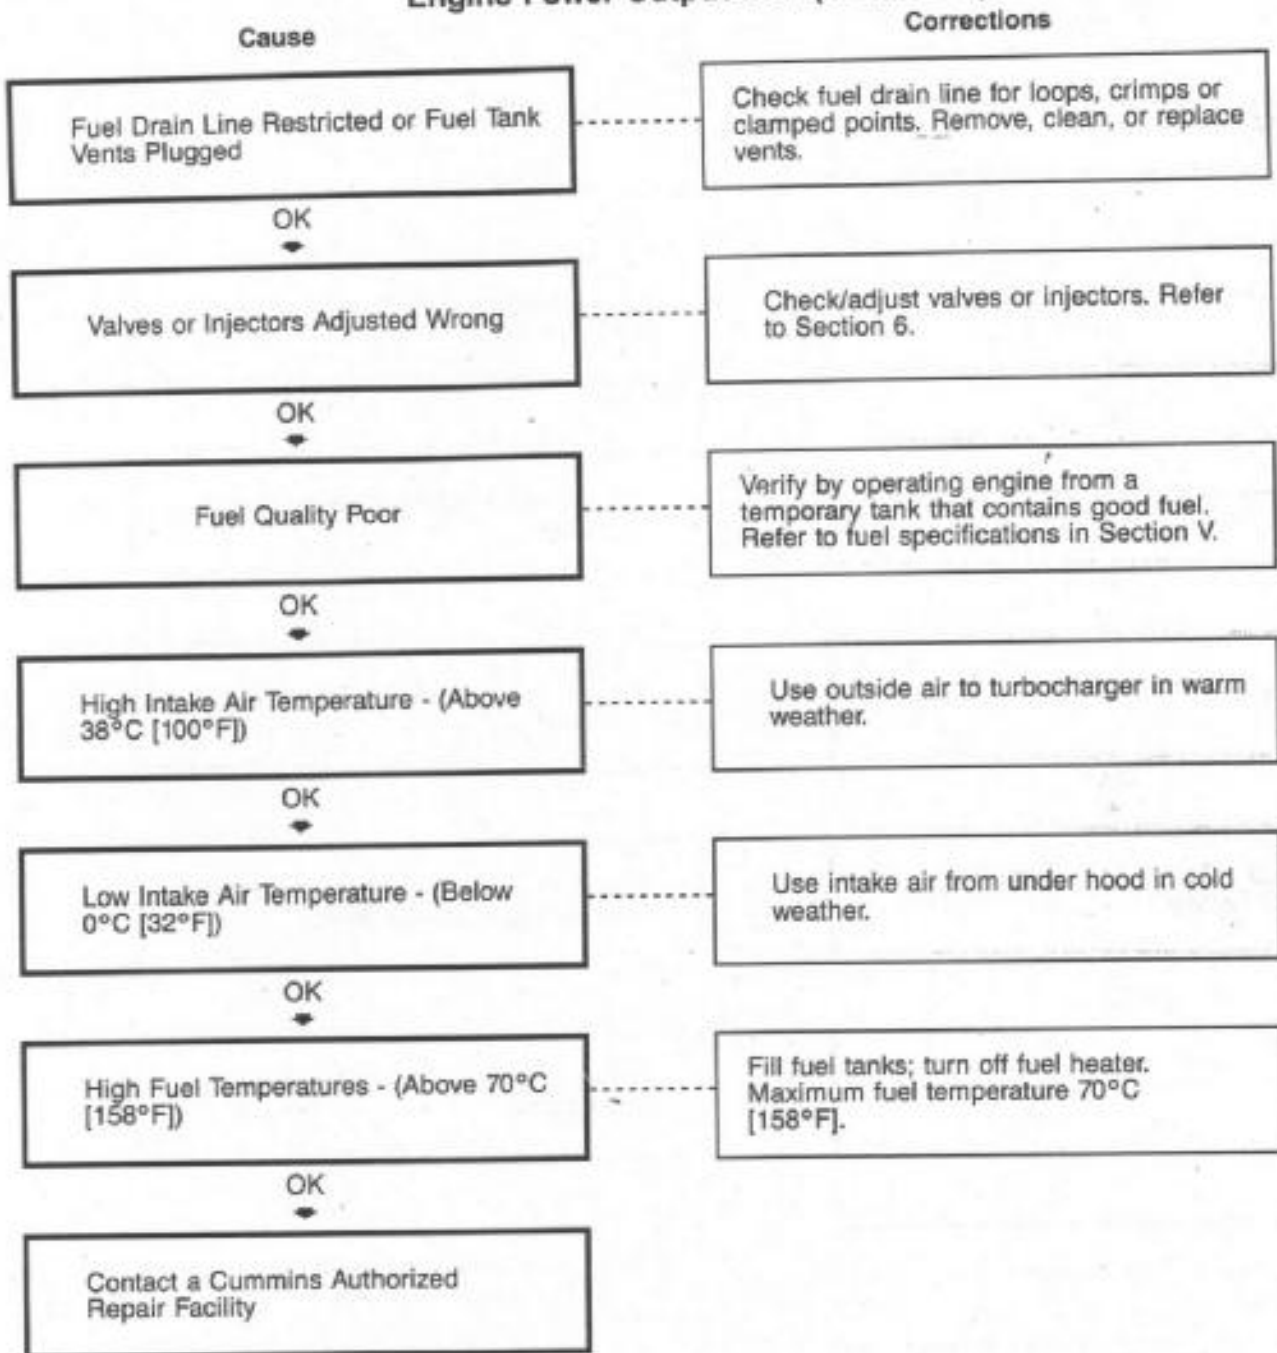 Engine Power Output
Cause
Corrections
Fuel Drain Line Restricted or Fuel Tank
Vents Plugged
Check fuel drain line for loops, crimps or
clamped points. Remove, clean, or replace
vents.
OK
Valves or Injectors Adjusted Wrong
Check/adjust valves or injectors. Refer
to Section 6.
OK
Fuel Quality Poor
Verify by operating engine from a
temporary tank that contains good fuel.
Refer to fuel specifications in Section V.
OK
High Intake Air Temperature - (Above
38°C [100°F])
Use outside air to turbocharger in warm
weather.
OK
Low Intake Air Temperature - (Below
0°C [32°F])
Use intake air from under hood in cold
weather.
OK
High Fuel Temperatures - (Above 70°C
[158°F])
Fill fuel tanks; turn off fuel heater.
Maximum fuel temperature 70°C
[158°F].
OK
Contact a Cummins Authorized
Repair Facility